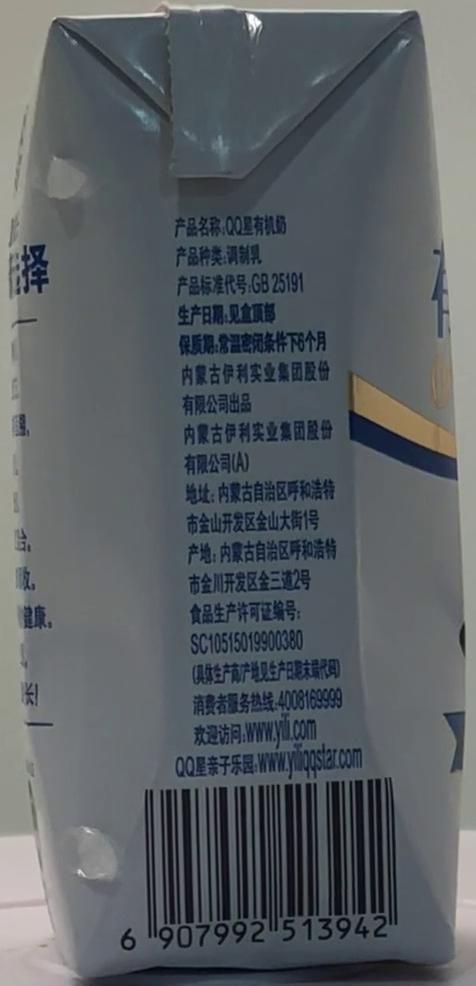 产品名称:QQ星有机奶
产品种类:调制乳
产品标准代号:GB 25191
生产日期:见盒顶部
保质期:常温密闭条件下6个月
内蒙古伊利实业集团股份
有限公司出品
内蒙古伊利实业集团股份
有限公司(A)
地址:内蒙古自治区呼和浩特
市金山开发区金山大街1号
产地:内蒙古自治区呼和浩特
市金川开发区金三道2号
食品生产许可证编号:
SC10515019900380
(具体生产商/产地见生产日期末端代码)
消费者服务热线:4008169999
欢迎访问:www.yili.com
QQ星亲子乐园:www.yiliqqstar.com
6 907992 513942
择
健康。
长!